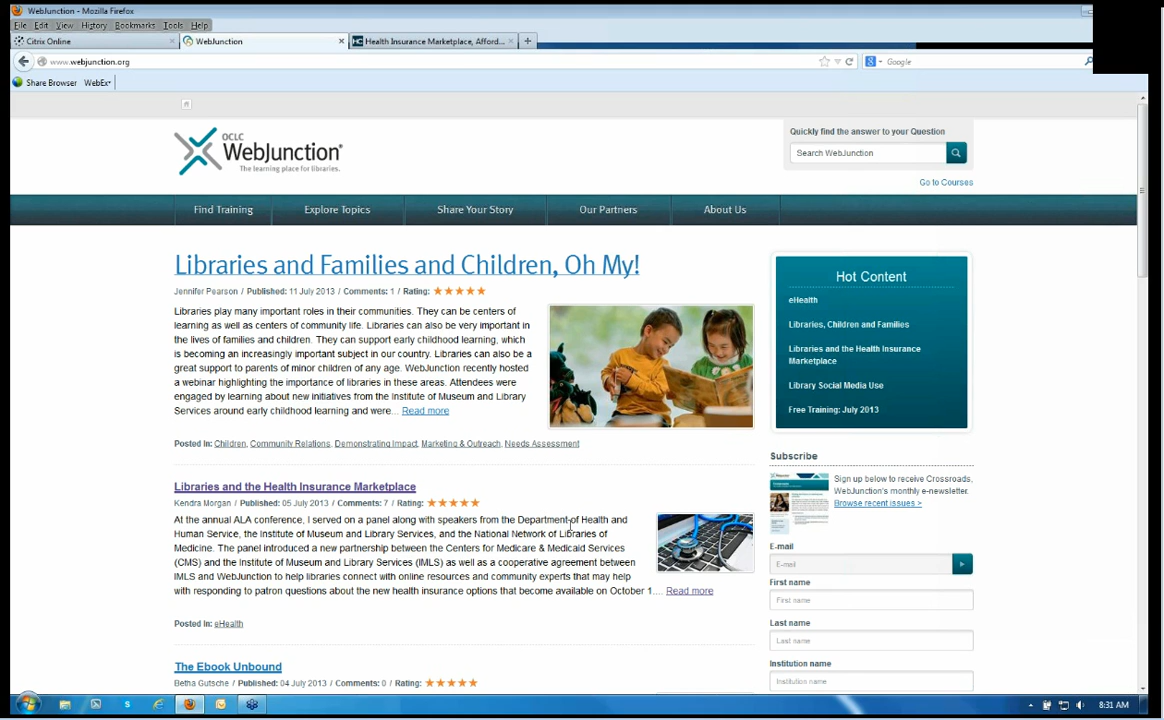 WebJunction - Mozilla Firefox
File Edit View History Bookmarks Tools Help
Citrix Online
WebJunction
Health Insurance Marketplace, Afford...
www.webjunction.org
Google
Share Browser WebEx
OCLC
WebJunction®
The learning place for libraries.
Quickly find the answer to your Question
Search WebJunction
Go to Courses
Find Training Explore Topics Share Your Story Our Partners About Us
Libraries and Families and Children, Oh My!
Jennifer Pearson / Published: 11 July 2013 / Comments: 1 / Rating:
Libraries play many important roles in their communities. They can be centers of
learning as well as centers of community life. Libraries can also be very important in
the lives of families and children. They can support early childhood learning, which
is becoming an increasingly important subject in our country. Libraries can also be a
great support to parents of minor children of any age. WebJunction recently hosted
a webinar highlighting the importance of libraries in these areas. Attendees were
engaged by learning about new initiatives from the Institute of Museum and Library
Services around early childhood learning and were... Read more
Posted In: Children, Community Relations, Demonstrating Impact, Marketing & Outreach, Needs Assessment
Libraries and the Health Insurance Marketplace
Kendra Morgan / Published: 05 July 2013 / Comments: 7 / Rating:
At the annual ALA conference, I served on a panel along with speakers from the Department of Health and
Human Service, the Institute of Museum and Library Services, and the National Network of Libraries of
Medicine. The panel introduced a new partnership between the Centers for Medicare & Medicaid Services
(CMS) and the Institute of Museum and Library Services (IMLS) as well as a cooperative agreement between
IMLS and WebJunction to help libraries connect with online resources and community experts that may help
with responding to patron questions about the new health insurance options that become available on October 1.... Read more
Posted In: eHealth
The Ebook Unbound
Betha Gutsche / Published: 04 July 2013 / Comments: 0 / Rating:
Hot Content
eHealth
Libraries, Children and Families
Libraries and the Health Insurance
Marketplace
Library Social Media Use
Free Training: July 2013
Subscribe
Sign up below to receive Crossroads,
WebJunction's monthly e-newsletter.
Browse recent issues >
E-mail
E-mail
First name
First name
Last name
Last name
Institution name
Institution name
8:31 AM